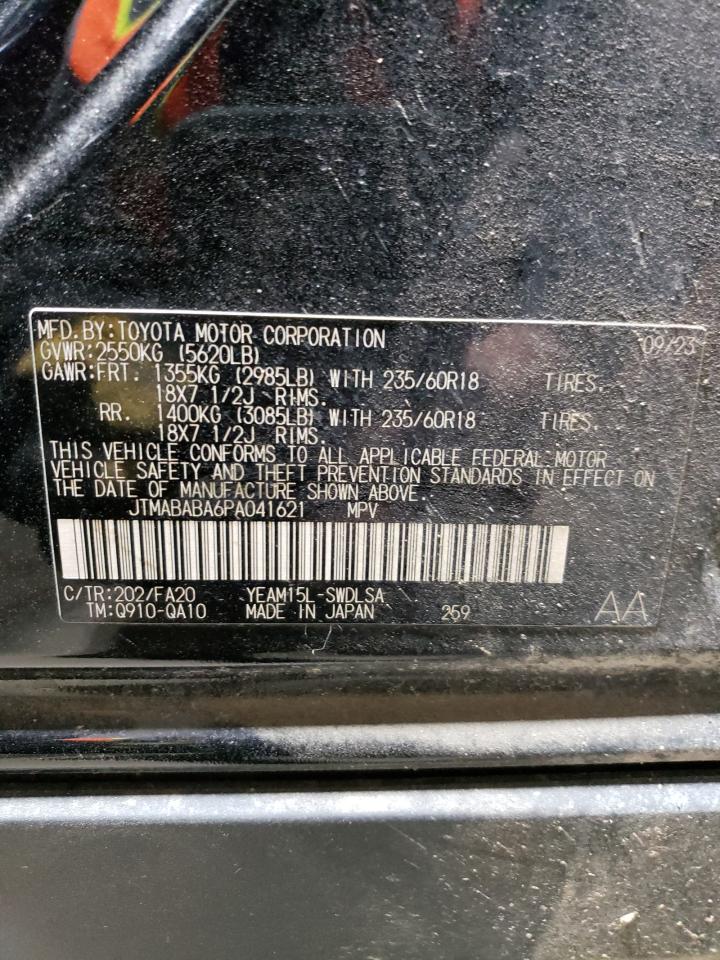 MFD.BY:TOYOTA MOTOR CORPORATION 09/23
GVWR:2550KG (5620LB)
GAWR:FRT. 1355KG (2985LB) WITH 235/60R18 TIRES.
18X7 1/2J RIMS.
RR. 1400KG (3085LB) WITH 235/60R18 TIRES.
18X7 1/2J RIMS.
THIS VEHICLE CONFORMS TO ALL APPLICABLE FEDERAL MOTOR
VEHICLE SAFETY AND THEFT PREVENTION STANDARDS IN EFFECT ON
THE DATE OF MANUFACTURE SHOWN ABOVE.
JTMABABA6PA041621 MPV
C/TR:202/FA20 YEAM15L-SWDLSA
TM:Q910-QA10 MADE IN JAPAN 259 AA